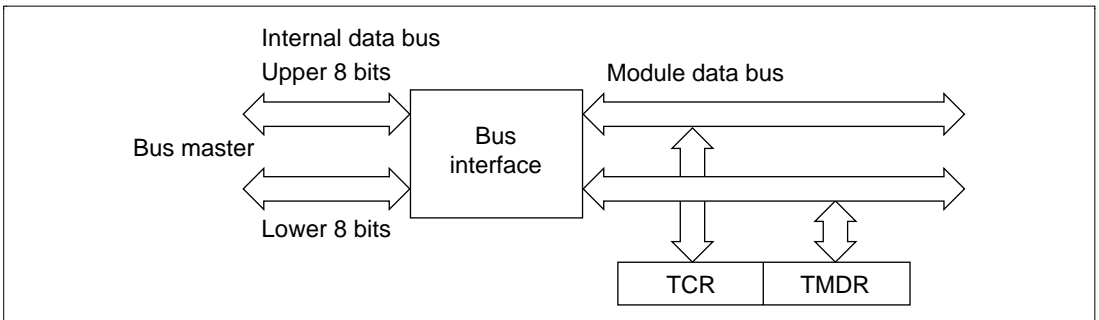 Internal data bus
Upper 8 bits
Module data bus
Bus master
Bus
interface
Lower 8 bits
TCR
TMDR